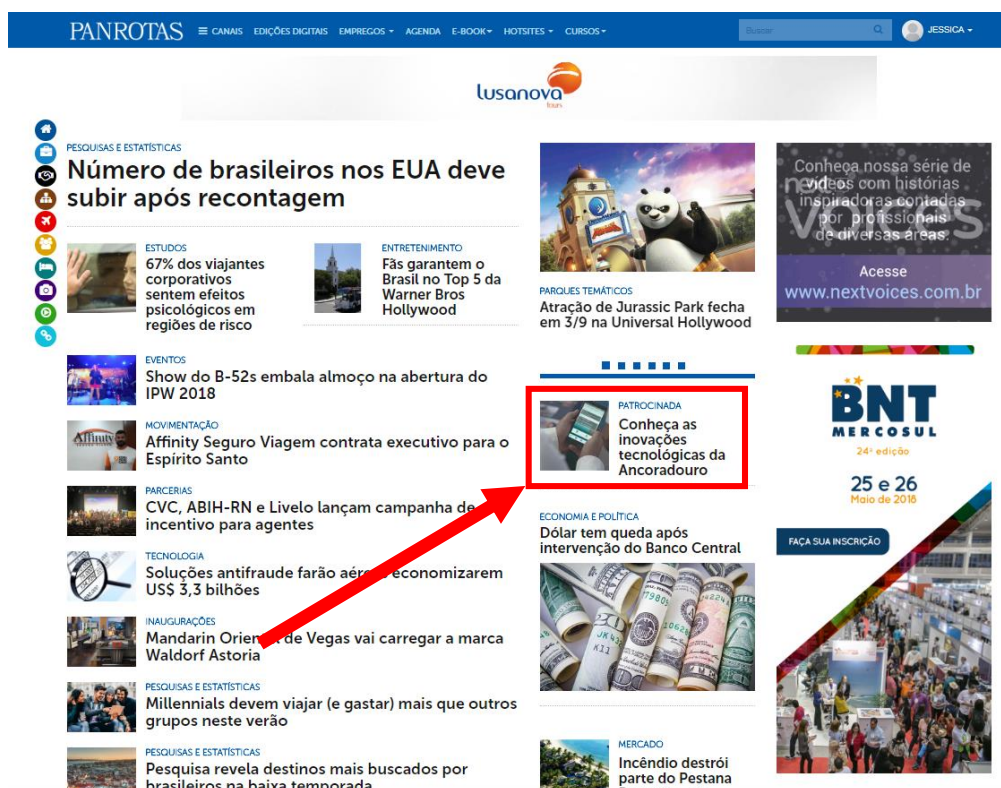 PANROTAS
CANAIS EDIÇÕES DIGITAIS EMPREGOS AGENDA E-BOOK HOTSITES CURSOS
Buscar
JESSICA
lusanova
tours
PESQUISAS E ESTATÍSTICAS
Número de brasileiros nos EUA deve
subir após recontagem
ESTUDOS
67% dos viajantes
corporativos
sentem efeitos
psicológicos em
regiões de risco
ENTRETENIMENTO
Fãs garantem o
Brasil no Top 5 da
Warner Bros
Hollywood
EVENTOS
Show do B-52s embala almoço na abertura do
IPW 2018
MOVIMENTAÇÃO
Affinity Seguro Viagem contrata executivo para o
Espírito Santo
Affinity
PARCERIAS
CVC, ABIH-RN e Livelo lançam campanha de
incentivo para agentes
TECNOLOGIA
Soluções antifraude farão economizarem
US$ 3,3 bilhões
INAUGURAÇÕES
Mandarin de Vegas vai carregar a marca
Waldorf Astoria
PESQUISAS E ESTATÍSTICAS
Millennials devem viajar (e gastar) mais que outros
grupos neste verão
PESQUISAS E ESTATÍSTICAS
Pesquisa revela destinos mais buscados por
brasileiros na baixa temporada
PARQUES TEMÁTICOS
Atração de Jurassic Park fecha
em 3/9 na Universal Hollywood
PATROCINADA
Conheça as
inovações
tecnológicas da
Ancoradouro
ECONOMIA E POLÍTICA
Dólar tem queda após
intervenção do Banco Central
MERCADO
Incêndio destrói
parte do Pestana
Conheça nossa série de
vídeos com histórias
inspiradoras contadas
por profissionais
de diversas áreas.
next
VOICES
Acesse
www.nextvoices.com.br
BNT
MERCOSUL
24ª edição
25 e 26
Maio de 2018
FAÇA SUA INSCRIÇÃO